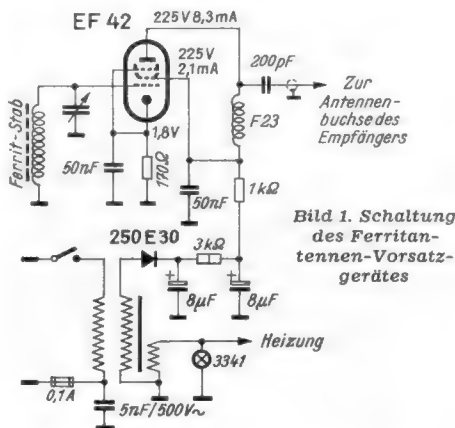 EF 42
225V 8,3mA
225V
2,1mA
200pF
Zur
Antennen-
buchse des
Empfängers
Ferrit-Stab
1,8V
F23
50nF
170Ω
50nF
1kΩ
Bild 1. Schaltung
des Ferritan-
tennen-Vorsatz-
gerätes
250 E 30
3kΩ
+
8μF
+
8μF
Heizung
3341
0,1A
5nF/500V~